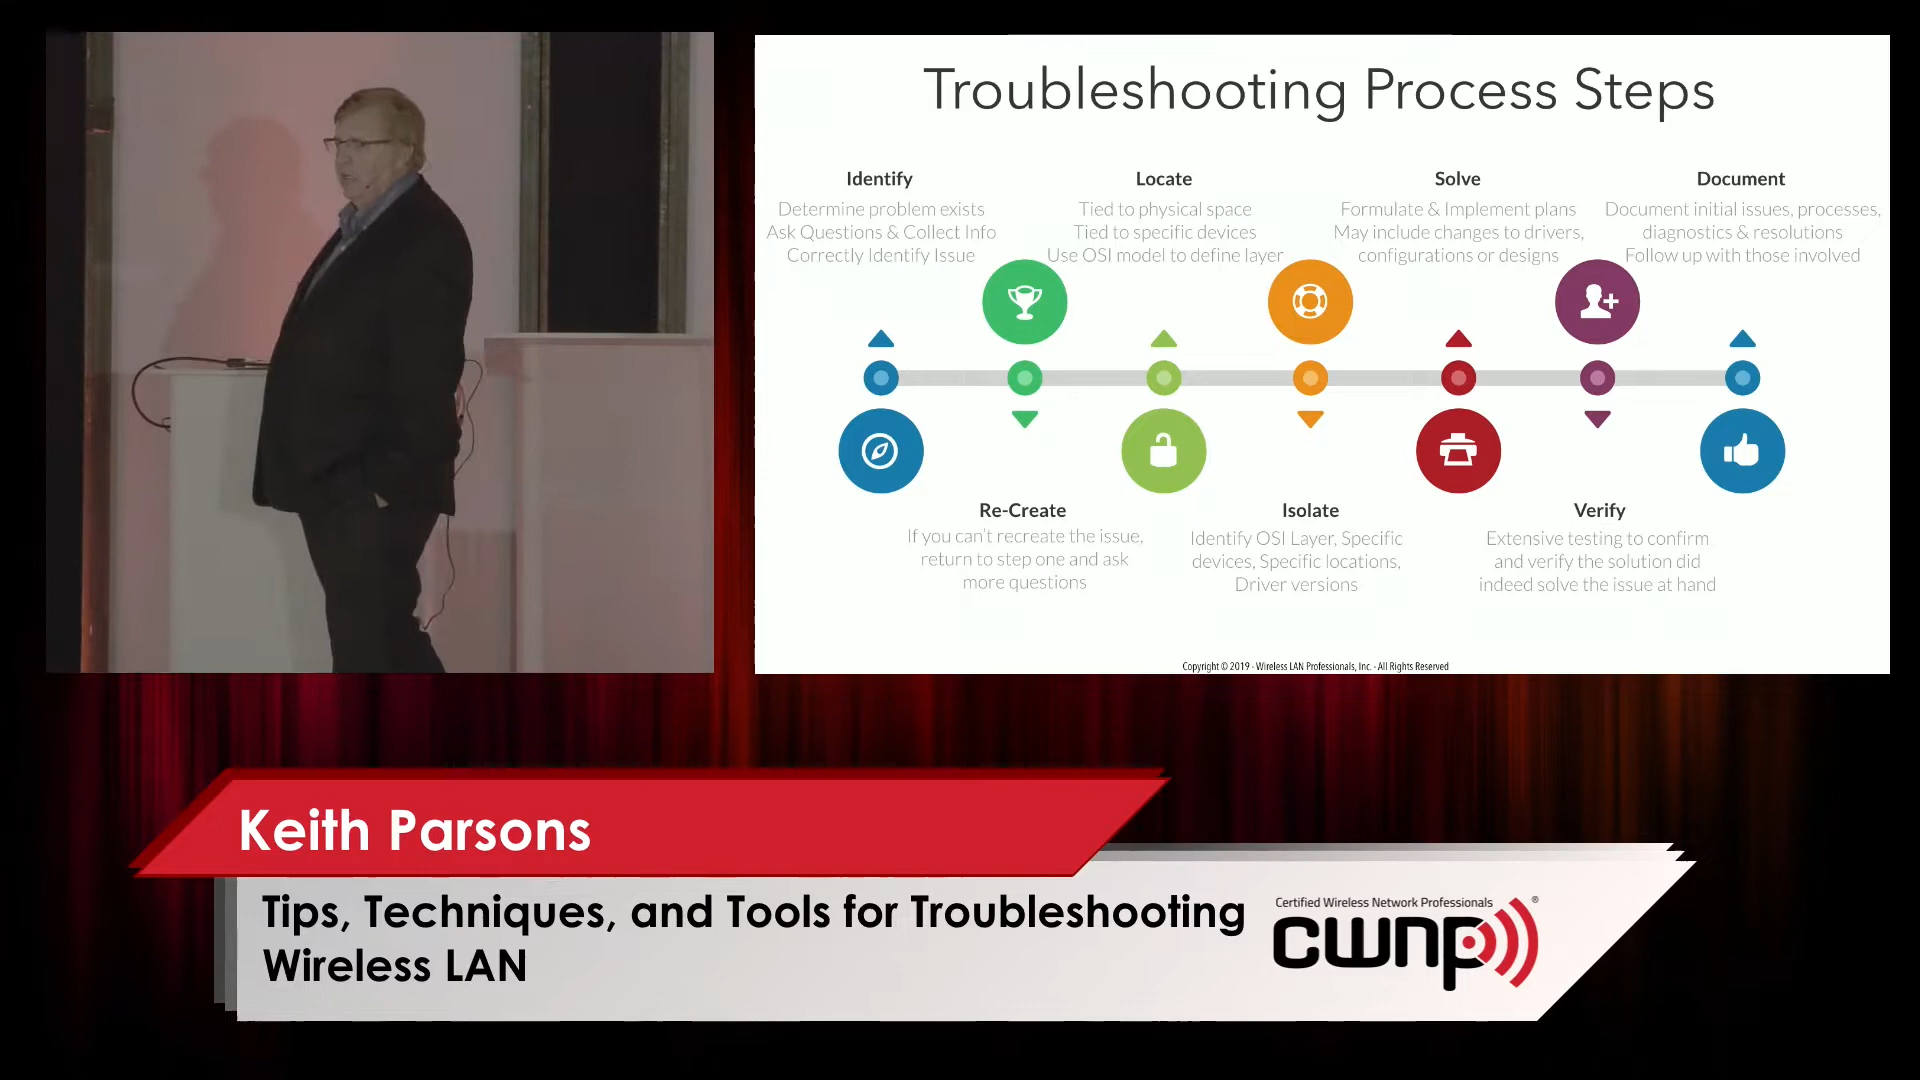 Troubleshooting Process Steps
Identify
Determine problem exists
Ask Questions & Collect Info
Correctly Identify Issue
Locate
Tied to physical space
Tied to specific devices
Use OSI model to define layer
Solve
Formulate & Implement plans
May include changes to drivers,
configurations or designs
Document
Document initial issues, processes,
diagnostics & resolutions
Follow up with those involved
Re-Create
If you can't recreate the issue,
return to step one and ask
more questions
Isolate
Identify OSI Layer, Specific
devices, Specific locations,
Driver versions
Verify
Extensive testing to confirm
and verify the solution did
indeed solve the issue at hand
Copyright © 2019 - Wireless LAN Professionals, Inc. - All Rights Reserved
Keith Parsons
Tips, Techniques, and Tools for Troubleshooting
Wireless LAN
Certified Wireless Network Professionals ®
cwnp